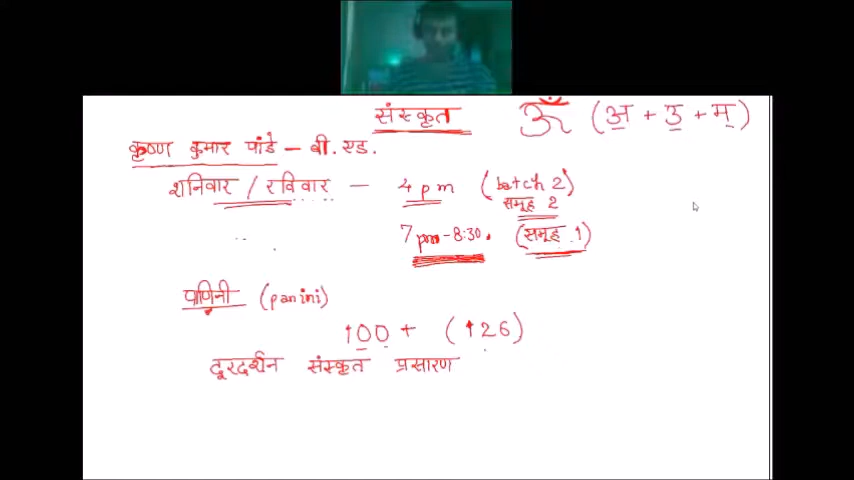 संस्कृत ॐ (अ + उ + म)
कृष्ण कुमार पांडे - बी. एड.
शनिवार / रविवार - 4 pm (batch 2)
समूह 2
7 pm - 8:30. (समूह 1)
पाणिनी (panini)
100 + (126)
दूरदर्शन संस्कृत प्रसारण